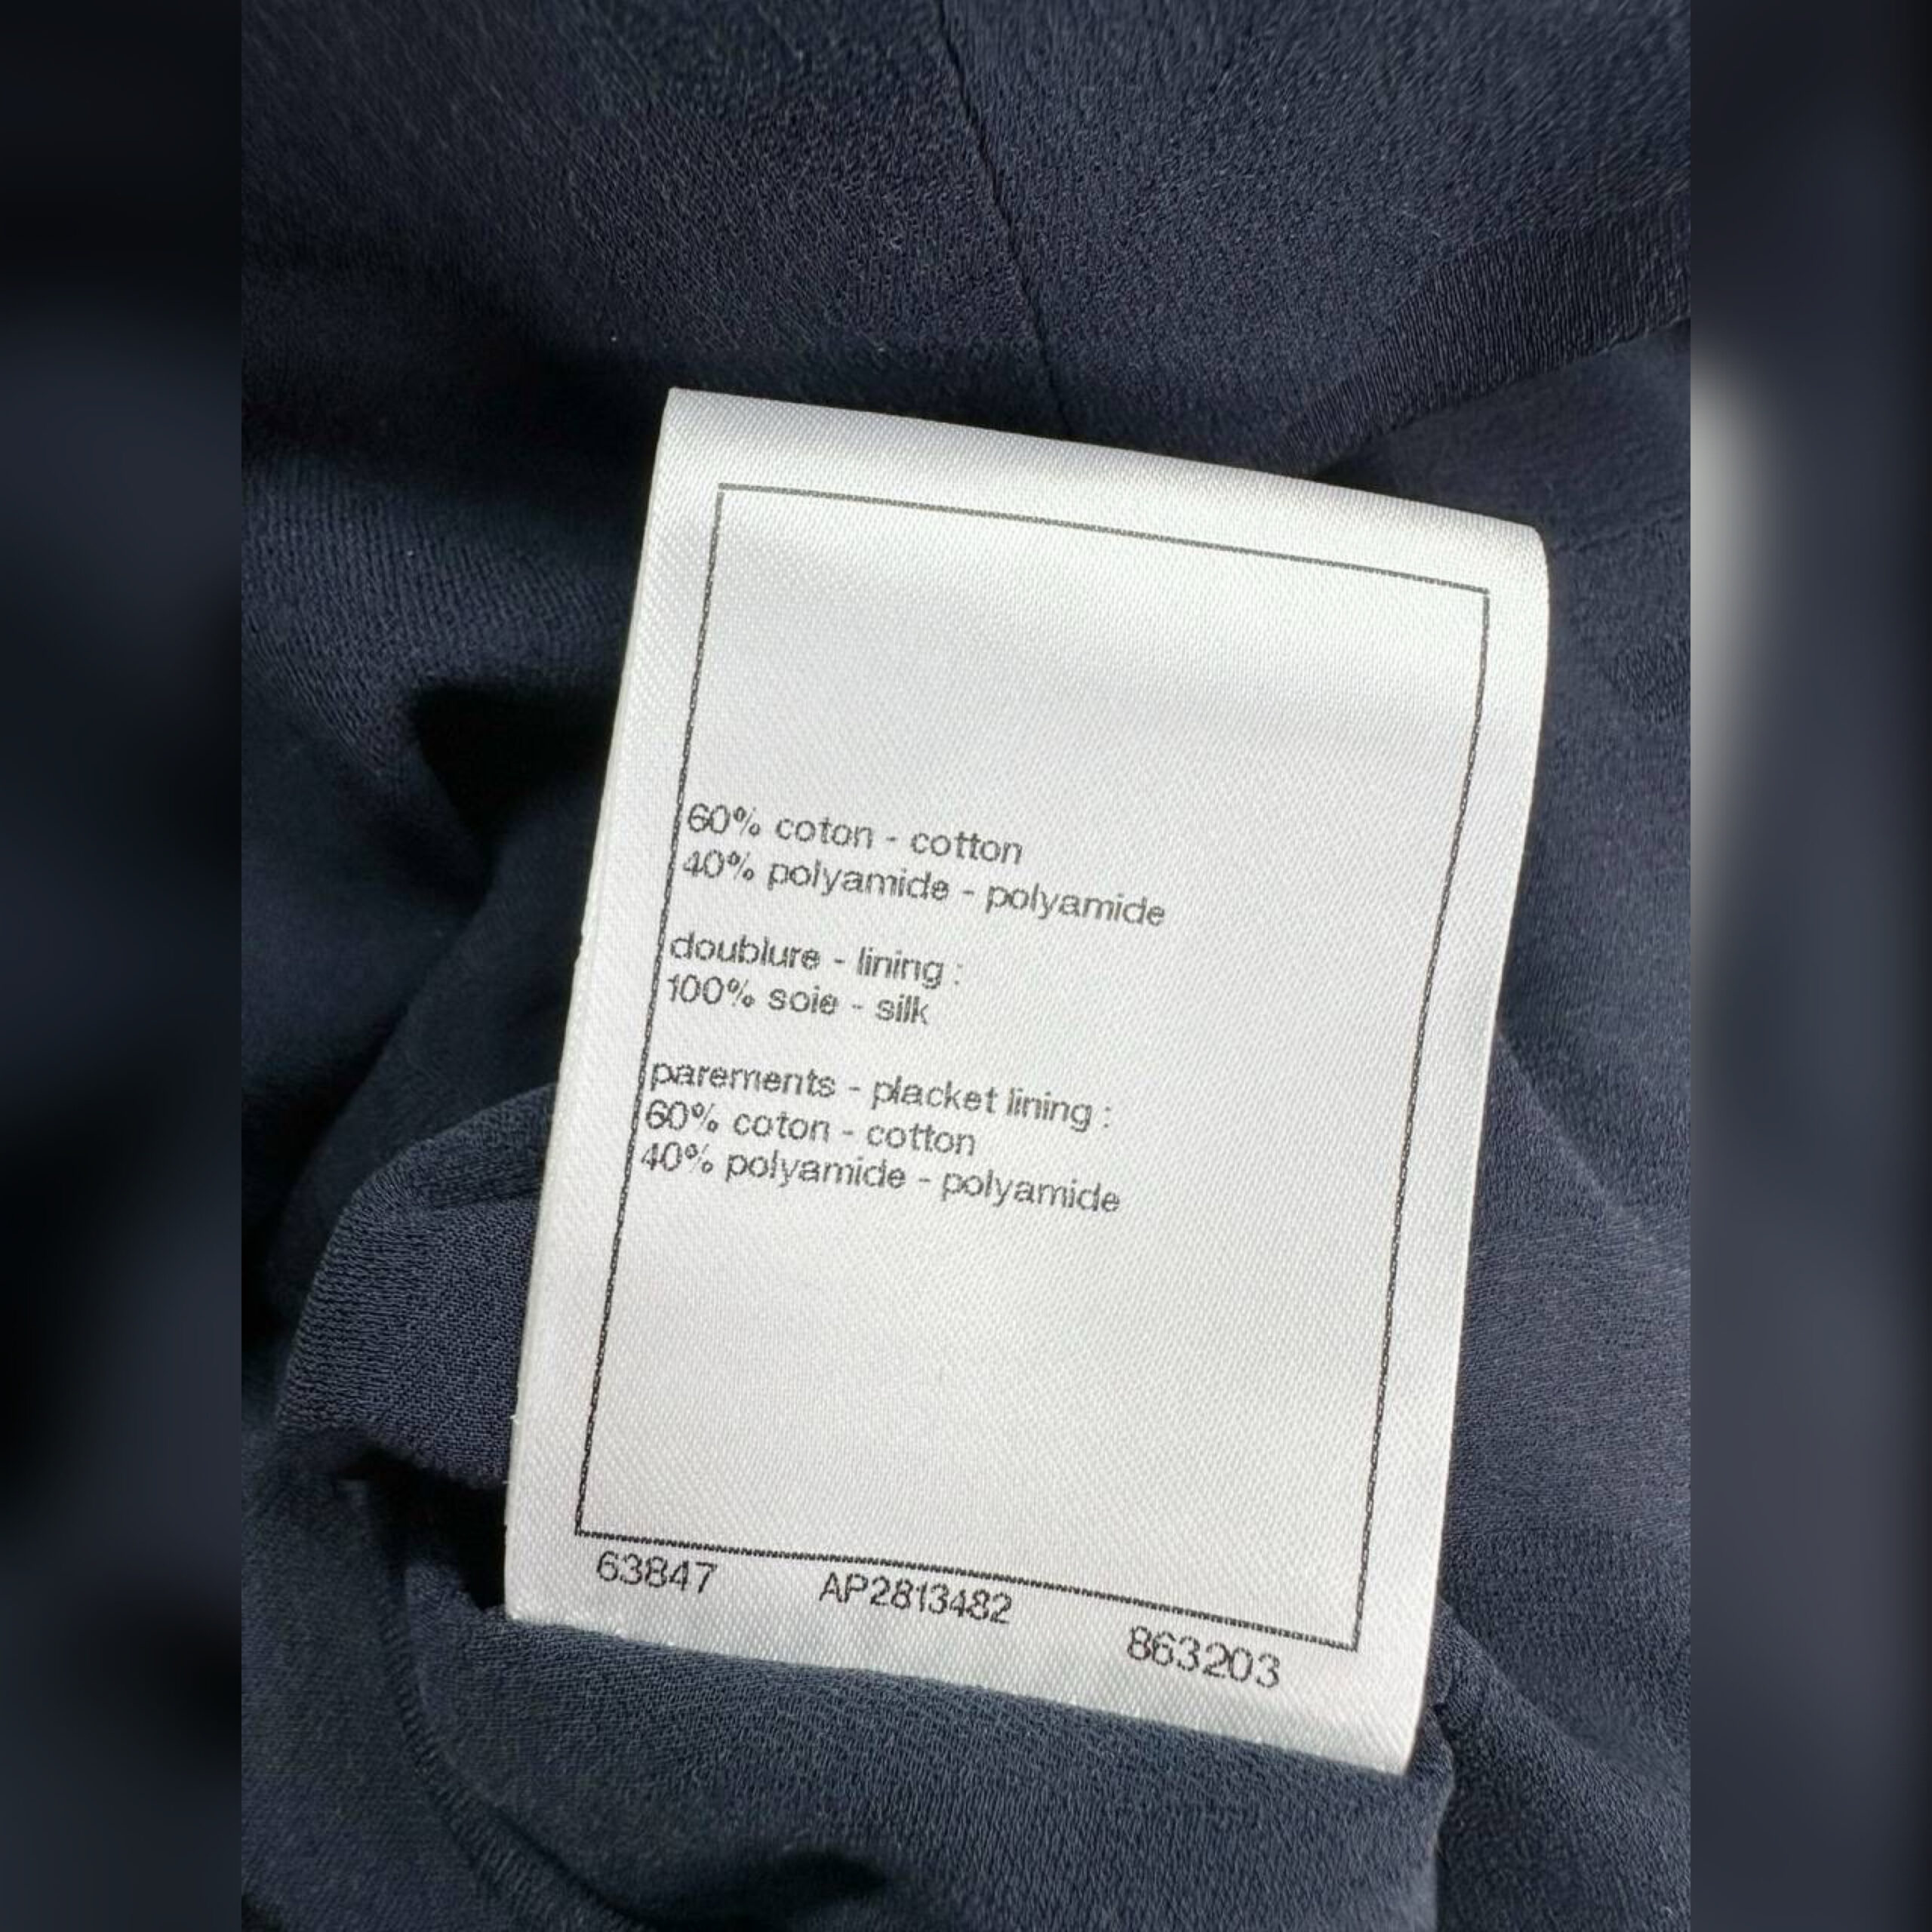 60% coton - cotton
40% polyamide - polyamide
doublure - lining :
100% soie - silk
parements - placket lining :
60% coton - cotton
40% polyamide - polyamide
63847 AP2813482 863203